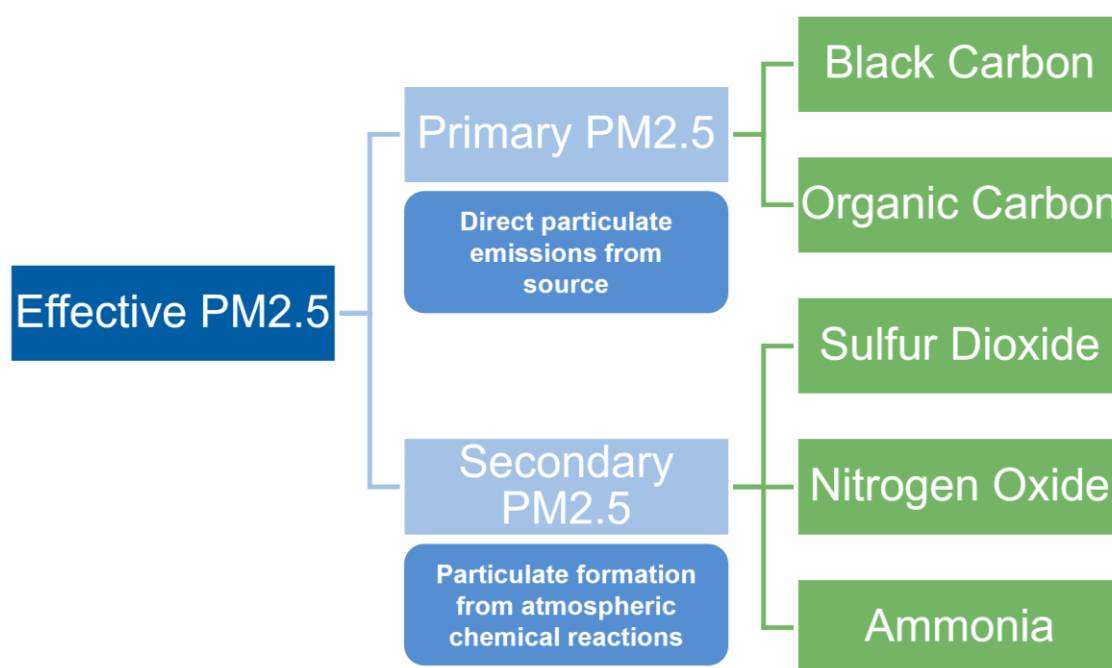 Effective PM2.5
Primary PM2.5
Direct particulate
emissions from
source
Black Carbon
Organic Carbon
Secondary
PM2.5
Particulate formation
from atmospheric
chemical reactions
Sulfur Dioxide
Nitrogen Oxide
Ammonia